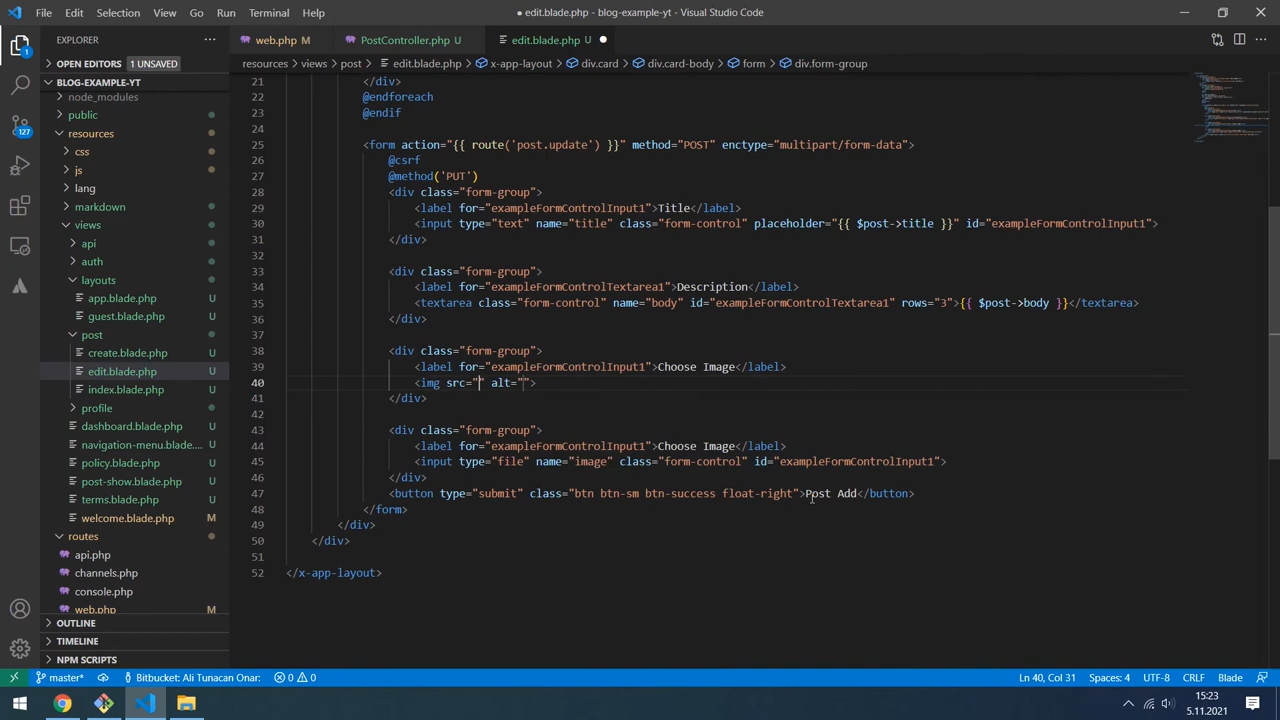 File Edit Selection View Go Run Terminal Help
● edit.blade.php - blog-example-yt - Visual Studio Code
EXPLORER ...
web.php M
PostController.php U
edit.blade.php U ●
OPEN EDITORS 1 UNSAVED
resources > views > post > edit.blade.php > x-app-layout > div.card > div.card-body > form > div.form-group
BLOG-EXAMPLE-YT
node_modules
public
resources
css
js
lang
markdown
views
api
auth
layouts
app.blade.php U
guest.blade.php U
post
create.blade.php U
edit.blade.php U
index.blade.php U
profile
dashboard.blade.php U
navigation-menu.blade.... U
policy.blade.php U
post-show.blade.php U
terms.blade.php U
welcome.blade.php M
routes
api.php
channels.php
console.php
web.php M
OUTLINE
TIMELINE
NPM SCRIPTS
1
127
21 </div>
22 @endforeach
23 @endif
24
25 <form action="{{ route('post.update') }}" method="POST" enctype="multipart/form-data">
26 @csrf
27 @method('PUT')
28 <div class="form-group">
29 <label for="exampleFormControlInput1">Title</label>
30 <input type="text" name="title" class="form-control" placeholder="{{ $post->title }}" id="exampleFormControlInput1">
31 </div>
32
33 <div class="form-group">
34 <label for="exampleFormControlTextarea1">Description</label>
35 <textarea class="form-control" name="body" id="exampleFormControlTextarea1" rows="3">{{ $post->body }}</textarea>
36 </div>
37
38 <div class="form-group">
39 <label for="exampleFormControlInput1">Choose Image</label>
40 <img src="" alt="">
41 </div>
42
43 <div class="form-group">
44 <label for="exampleFormControlInput1">Choose Image</label>
45 <input type="file" name="image" class="form-control" id="exampleFormControlInput1">
46 </div>
47 <button type="submit" class="btn btn-sm btn-success float-right">Post Add</button>
48 </form>
49 </div>
50 </div>
51
52 </x-app-layout>
master* Bitbucket: Ali Tunacan Onar: 0 0
Ln 40, Col 31 Spaces: 4 UTF-8 CRLF Blade
15:23
5.11.2021